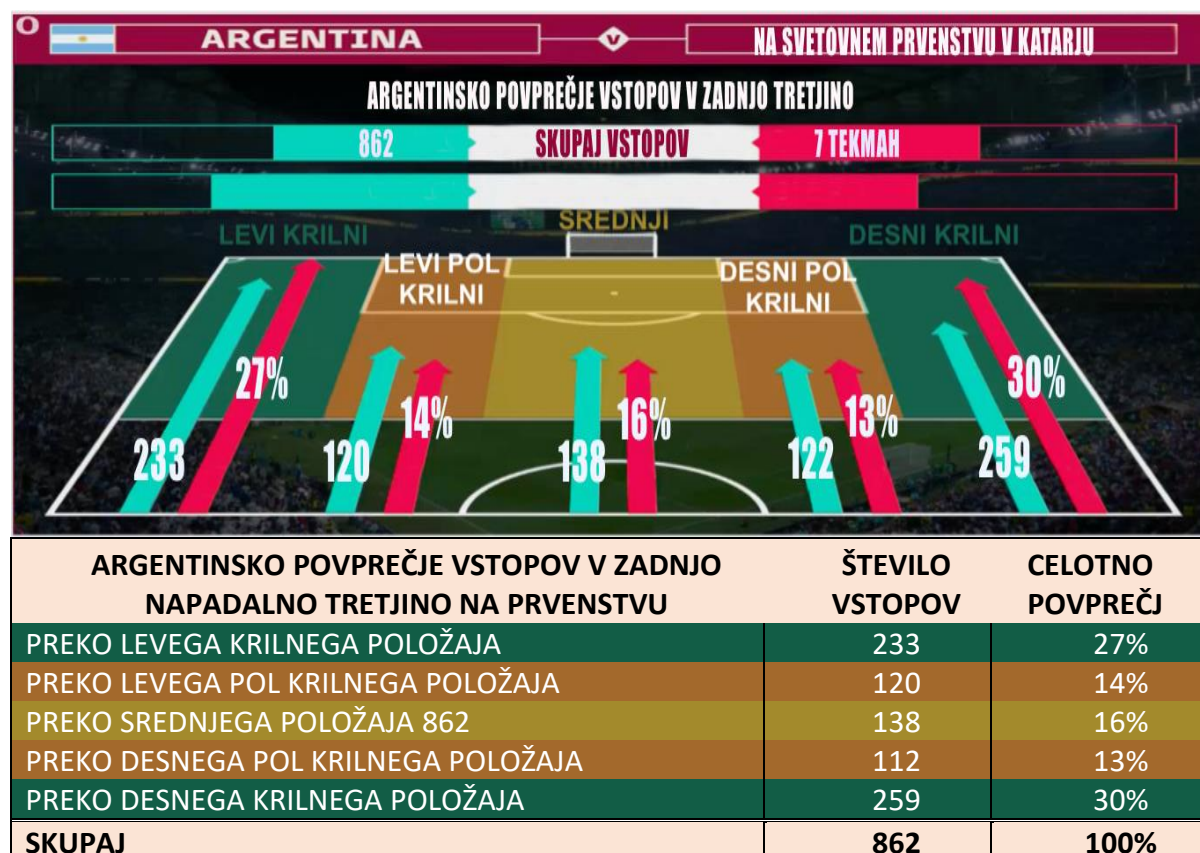 O
ARGENTINA V NA SVETOVNEM PRVENSTVU V KATARJU
ARGENTINSKO POVPREČJE VSTOPOV V ZADNJO TRETJINO
862 SKUPAJ VSTOPOV 7 TEKMAH
SREDNJI
LEVI KRILNI DESNI KRILNI
LEVI POL
KRILNI
DESNI POL
KRILNI
27% 30%
14% 16% 13%
233 120 138 122 259
ARGENTINSKO POVPREČJE VSTOPOV V ZADNJO
NAPADALNO TRETJINO NA PRVENSTVU
ŠTEVILO
VSTOPOV
CELOTNO
POVPREČJ
PREKO LEVEGA KRILNEGA POLOŽAJA 233 27%
PREKO LEVEGA POL KRILNEGA POLOŽAJA 120 14%
PREKO SREDNJEGA POLOŽAJA 862 138 16%
PREKO DESNEGA POL KRILNEGA POLOŽAJA 112 13%
PREKO DESNEGA KRILNEGA POLOŽAJA 259 30%
SKUPAJ 862 100%